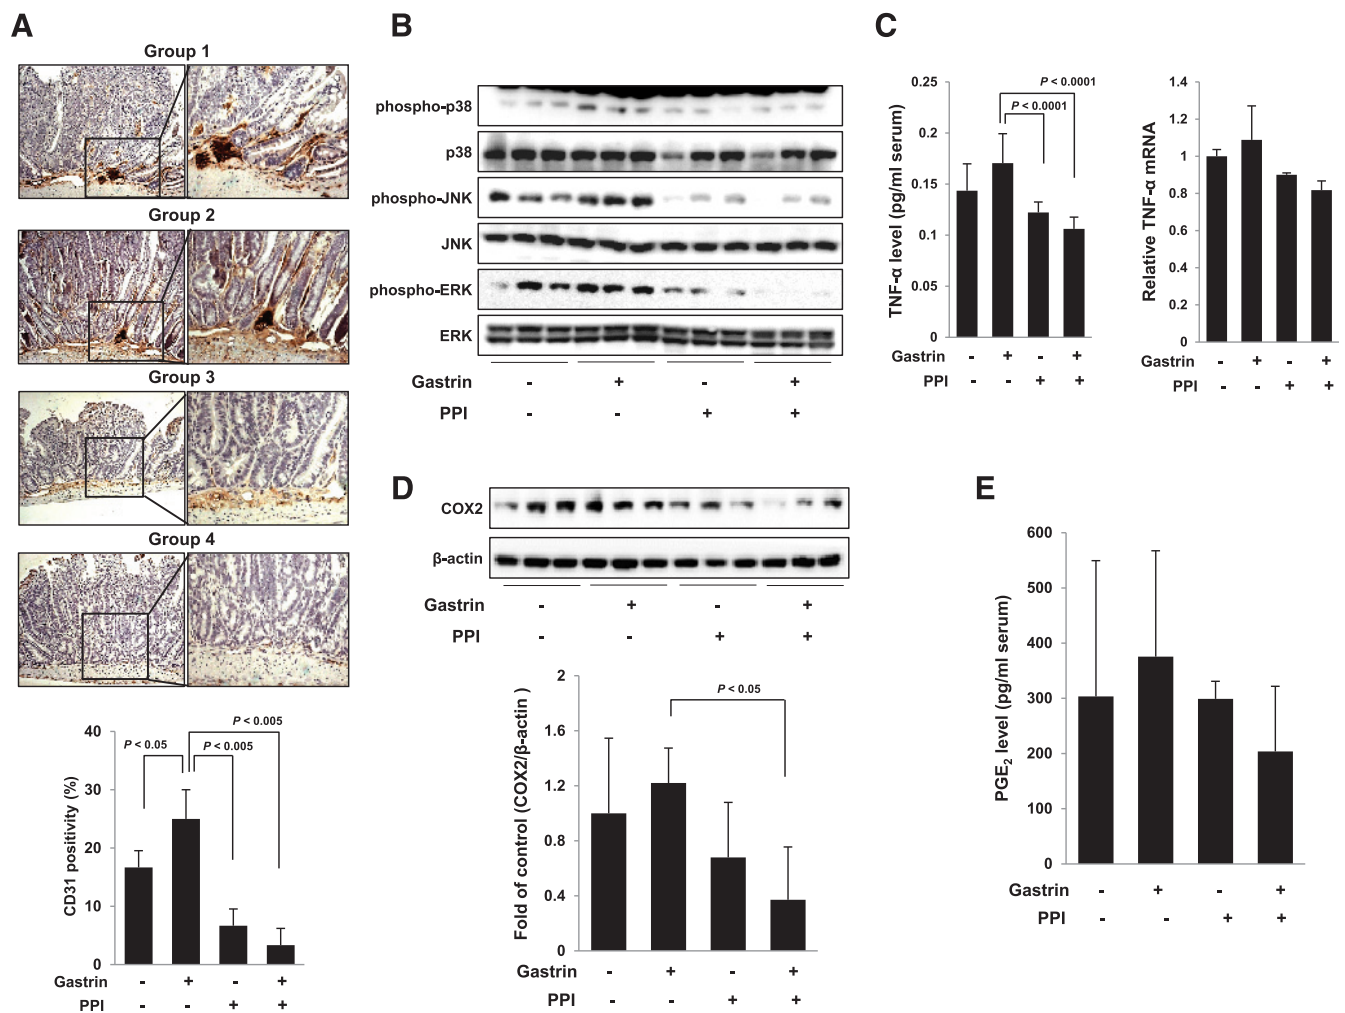 A
Group 1
Group 2
Group 3
Group 4
CD31 positivity (%)
40
30
20
10
0
P < 0.05
P < 0.005
P < 0.005
Gastrin - + - +
PPI - - + +
B
phospho-p38
p38
phospho-JNK
JNK
phospho-ERK
ERK
Gastrin - + - +
PPI - - + +
C
TNF-α level (pg/ml serum)
0.25
0.2
0.15
0.1
0.05
0
P < 0.0001
P < 0.0001
Gastrin - + - +
PPI - - + +
Relative TNF-α mRNA
1.4
1.2
1
0.8
0.6
0.4
0.2
0
Gastrin - + - +
PPI - - + +
D
COX2
β-actin
Gastrin - + - +
PPI - - + +
Fold of control (COX2/β-actin )
2
1.6
1.2
0.8
0.4
0
P < 0.05
Gastrin - + - +
PPI - - + +
E
PGE₂ level (pg/ml serum)
600
500
400
300
200
100
0
Gastrin - + - +
PPI - - + +